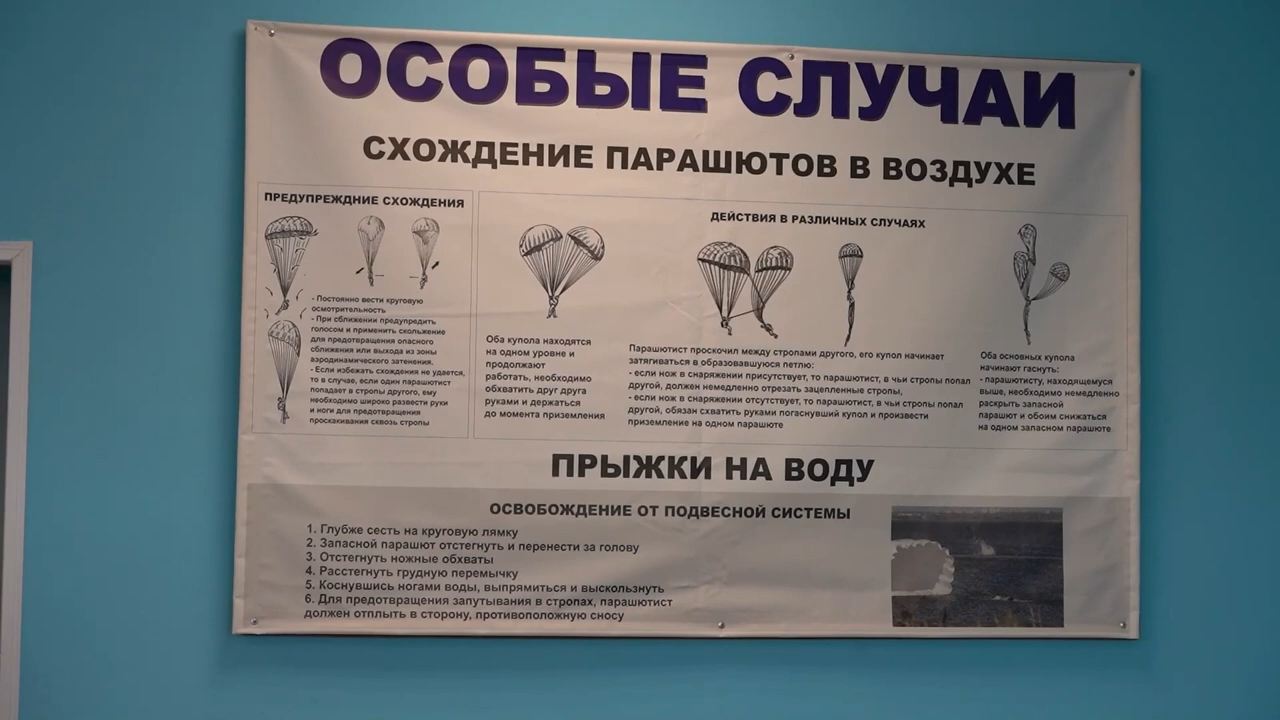 ОСОБЫЕ СЛУЧАИ
СХОЖДЕНИЕ ПАРАШЮТОВ В ВОЗДУХЕ
ПРЕДУПРЕЖДНИЕ СХОЖДЕНИЯ
- Постоянно вести круговую
осмотрительность
- При сближении предупредить
голосом и применить скольжение
для предотвращения опасного
сближения или выхода из зоны
аэродинамического затенения.
- Если избежать схождения не удается,
то в случае, если один парашютист
попадает в стропы другого, ему
необходимо широко развести руки
и ноги для предотвращения
проскакивания сквозь стропы
ДЕЙСТВИЯ В РАЗЛИЧНЫХ СЛУЧАЯХ
Оба купола находятся
на одном уровне и
продолжают
работать, необходимо
обхватить друг друга
руками и держаться
до момента приземления
Парашютист проскочил между стропами другого, его купол начинает
затягиваться в образовавшуюся петлю:
- если нож в снаряжении присутствует, то парашютист, в чьи стропы попал
другой, должен немедленно отрезать зацепленные стропы,
- если нож в снаряжении отсутствует, то парашютист, в чьи стропы попал
другой, обязан схватить руками погаснувший купол и произвести
приземление на одном парашюте
Оба основных купола
начинают гаснуть:
- парашютисту, находящемуся
выше, необходимо немедленно
раскрыть запасной
парашют и обоим снижаться
на одном запасном парашюте
ПРЫЖКИ НА ВОДУ
ОСВОБОЖДЕНИЕ ОТ ПОДВЕСНОЙ СИСТЕМЫ
1. Глубже сесть на круговую лямку
2. Запасной парашют отстегнуть и перенести за голову
3. Отстегнуть ножные обхваты
4. Расстегнуть грудную перемычку
5. Коснувшись ногами воды, выпрямиться и выскользнуть
6. Для предотвращения запутывания в стропах, парашютист
должен отплыть в сторону, противоположную сносу